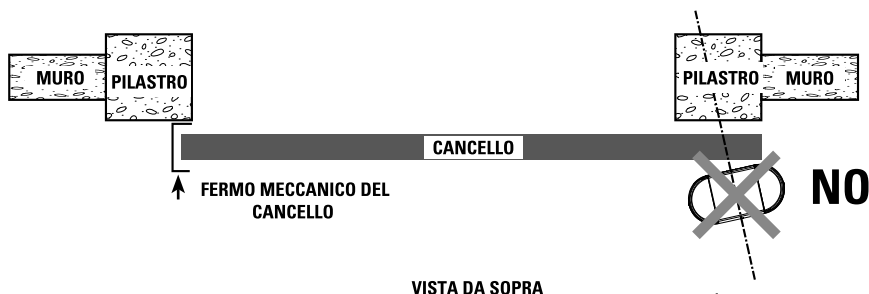 MURO
PILASTRO
PILASTRO
MURO
CANCELLO
FERMO MECCANICO DEL
CANCELLO
NO
VISTA DA SOPRA